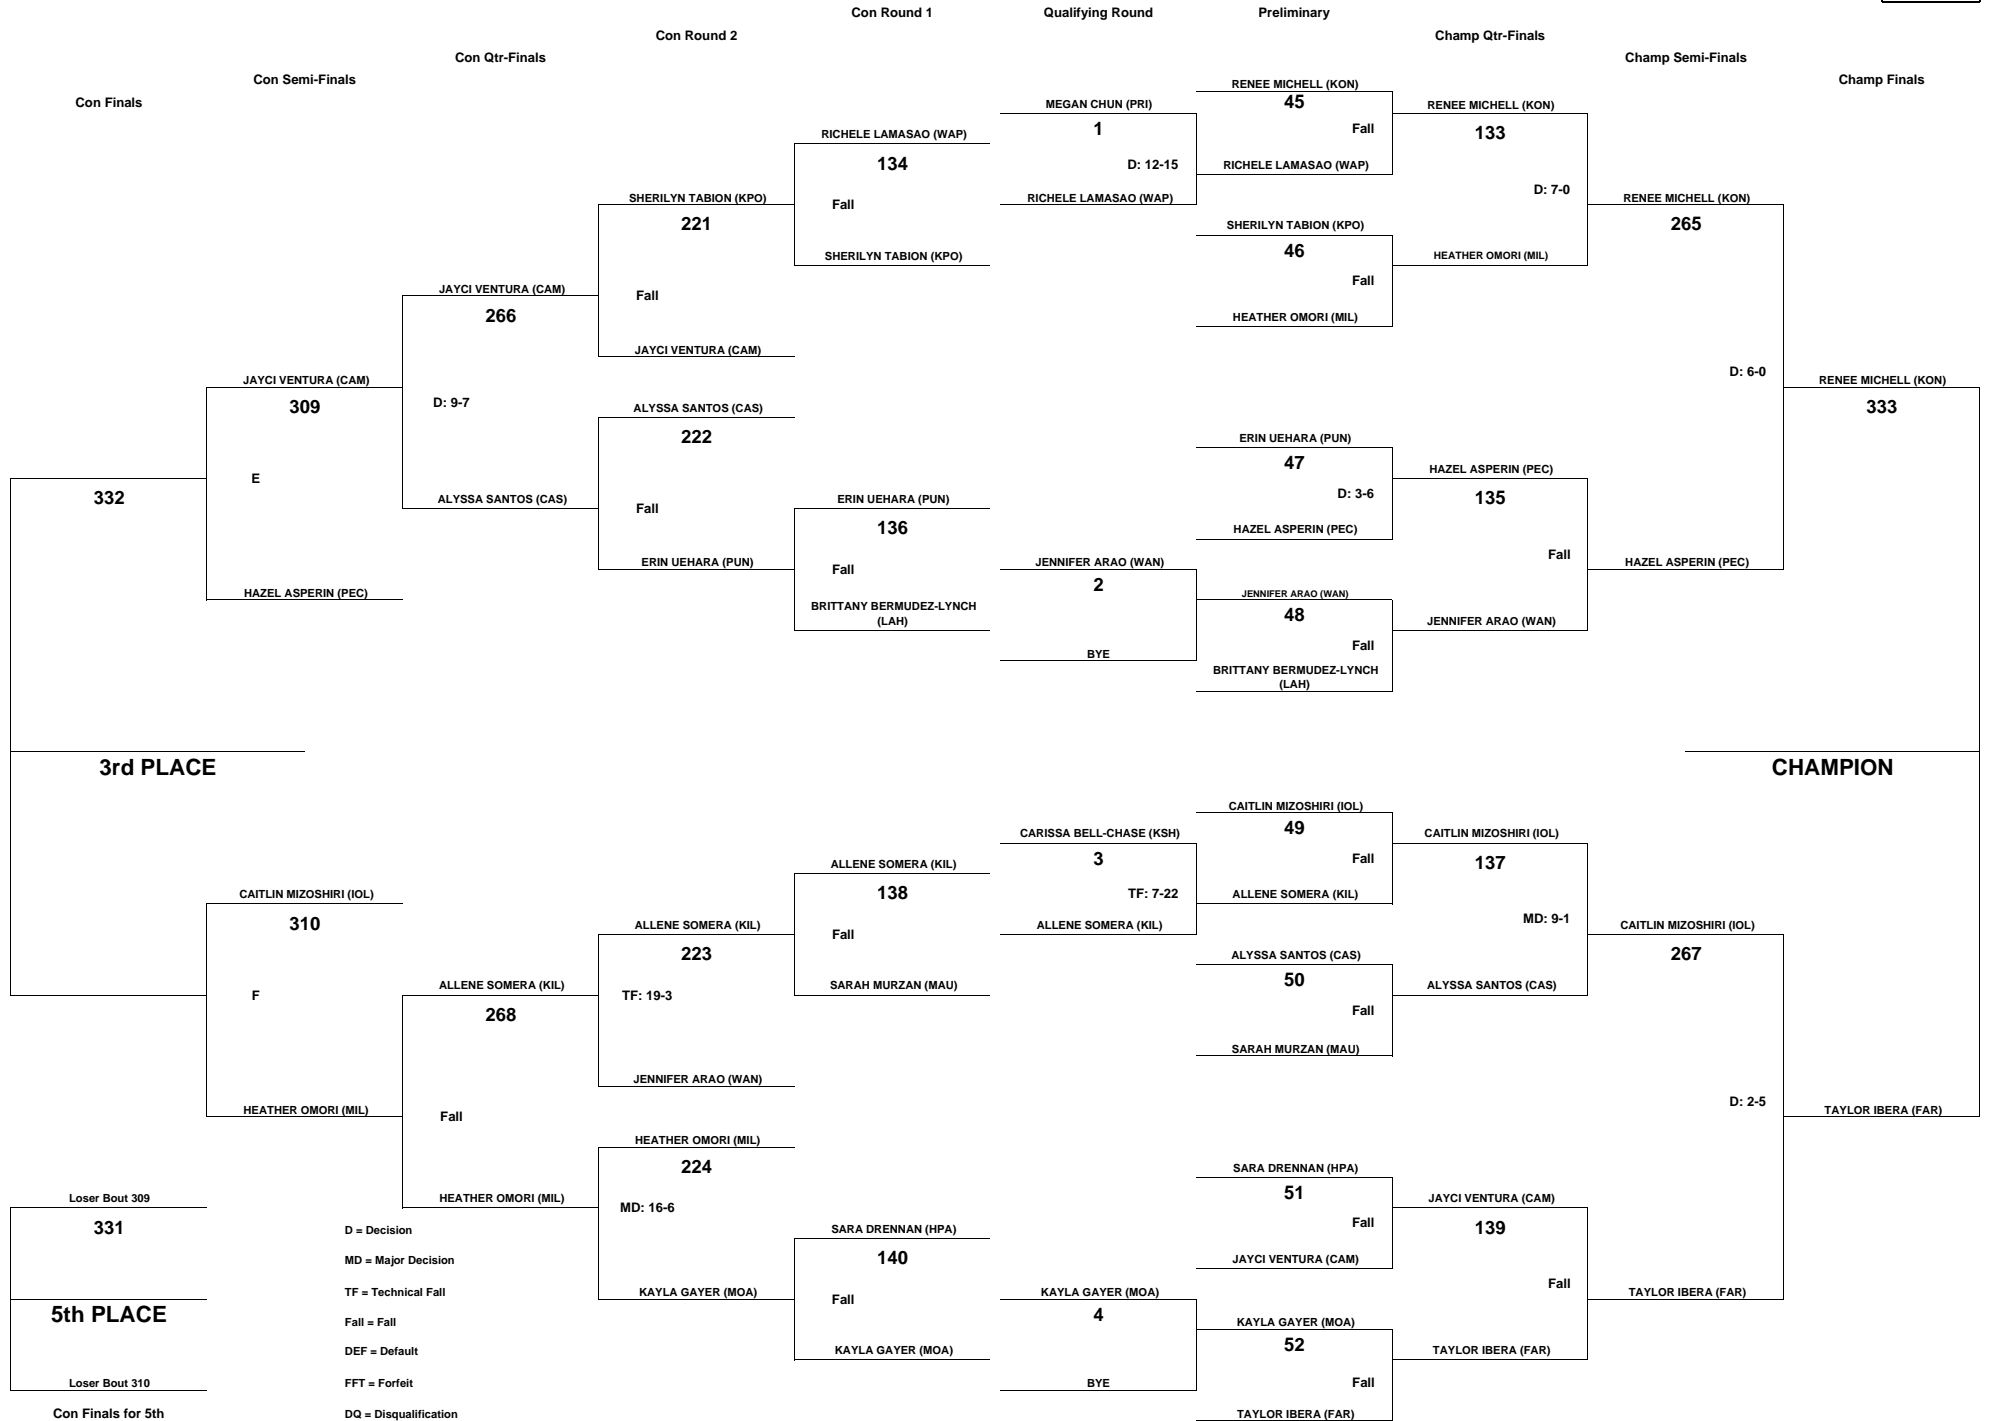 Con Round 1
Qualifying Round
Preliminary
Con Round 2
Champ Qtr-Finals
Con Qtr-Finals
Champ Semi-Finals
Con Semi-Finals
Champ Finals
Con Finals
RENEE MICHELL (KON)
45
Fall
RICHELE LAMASAO (WAP)
MEGAN CHUN (PRI)
1
D: 12-15
RICHELE LAMASAO (WAP)
RENEE MICHELL (KON)
133
D: 7-0
HEATHER OMORI (MIL)
RICHELE LAMASAO (WAP)
134
Fall
SHERILYN TABION (KPO)
SHERILYN TABION (KPO)
46
Fall
HEATHER OMORI (MIL)
SHERILYN TABION (KPO)
221
Fall
JAYCI VENTURA (CAM)
RENEE MICHELL (KON)
265
D: 6-0
HAZEL ASPERIN (PEC)
JAYCI VENTURA (CAM)
266
D: 9-7
ALYSSA SANTOS (CAS)
JAYCI VENTURA (CAM)
309
E
HAZEL ASPERIN (PEC)
RENEE MICHELL (KON)
333
ALYSSA SANTOS (CAS)
222
Fall
ERIN UEHARA (PUN)
ERIN UEHARA (PUN)
47
D: 3-6
HAZEL ASPERIN (PEC)
HAZEL ASPERIN (PEC)
135
Fall
JENNIFER ARAO (WAN)
332
ERIN UEHARA (PUN)
136
Fall
BRITTANY BERMUDEZ-LYNCH
(LAH)
JENNIFER ARAO (WAN)
2
BYE
JENNIFER ARAO (WAN)
48
Fall
BRITTANY BERMUDEZ-LYNCH
(LAH)
3rd PLACE
CHAMPION
CAITLIN MIZOSHIRI (IOL)
49
Fall
ALLENE SOMERA (KIL)
CARISSA BELL-CHASE (KSH)
3
TF: 7-22
ALLENE SOMERA (KIL)
CAITLIN MIZOSHIRI (IOL)
137
MD: 9-1
ALYSSA SANTOS (CAS)
ALLENE SOMERA (KIL)
138
Fall
SARAH MURZAN (MAU)
CAITLIN MIZOSHIRI (IOL)
310
F
HEATHER OMORI (MIL)
ALLENE SOMERA (KIL)
223
TF: 19-3
JENNIFER ARAO (WAN)
CAITLIN MIZOSHIRI (IOL)
267
D: 2-5
TAYLOR IBERA (FAR)
ALYSSA SANTOS (CAS)
50
Fall
SARAH MURZAN (MAU)
ALLENE SOMERA (KIL)
268
Fall
HEATHER OMORI (MIL)
TAYLOR IBERA (FAR)
HEATHER OMORI (MIL)
224
MD: 16-6
KAYLA GAYER (MOA)
SARA DRENNAN (HPA)
51
Fall
JAYCI VENTURA (CAM)
JAYCI VENTURA (CAM)
139
Fall
TAYLOR IBERA (FAR)
SARA DRENNAN (HPA)
140
Fall
KAYLA GAYER (MOA)
KAYLA GAYER (MOA)
4
BYE
KAYLA GAYER (MOA)
52
Fall
TAYLOR IBERA (FAR)
Loser Bout 309
331
5th PLACE
Loser Bout 310
Con Finals for 5th
D = Decision
MD = Major Decision
TF = Technical Fall
Fall = Fall
DEF = Default
FFT = Forfeit
DQ = Disqualification